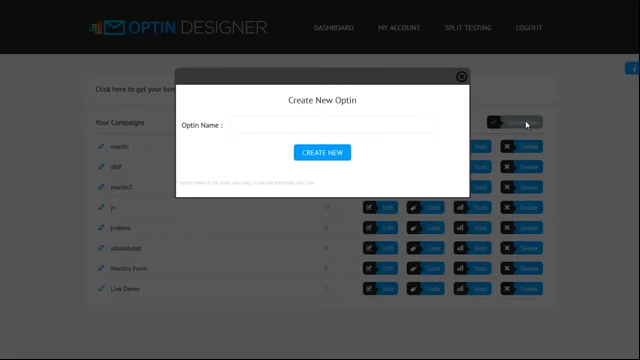 OPTIN DESIGNER
DASHBOARD MY ACCOUNT SPLIT TESTING LOGOUT
Click here to get your bon
Create New Optin
Your Campaigns
Optin Name :
CREATE NEW
martin Stats Delete
Stats Delete
martin2 Stats Delete
jv Edit Code Stats Delete
jvdemo Edit Code Stats Delete
Edit Code Stats Delete
Martins Form Edit Code Stats Delete
Live Demo Edit Code Stats Delete